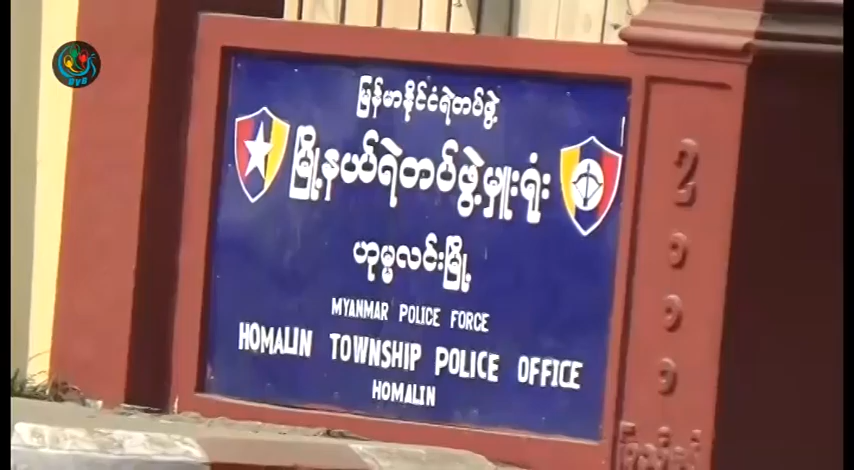 မြန်မာနိုင်ငံရဲတပ်ဖွဲ့
မြို့နယ်ရဲတပ်ဖွဲ့မှူးရုံး
ဟုမ္မလင်းမြို့
MYANMAR POLICE FORCE
HOMALIN TOWNSHIP POLICE OFFICE
HOMALIN